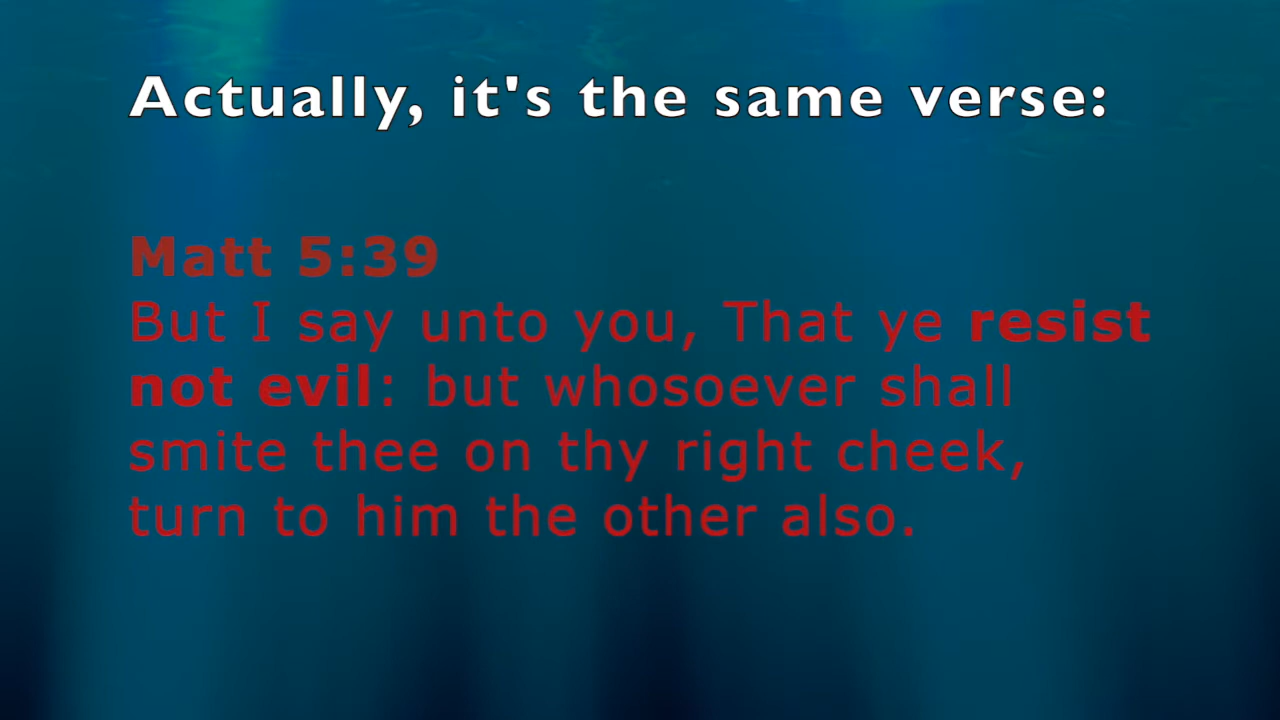 Actually, it's the same verse:
Matt 5:39
But I say unto you, That ye resist
not evil: but whosoever shall
smite thee on thy right cheek,
turn to him the other also.